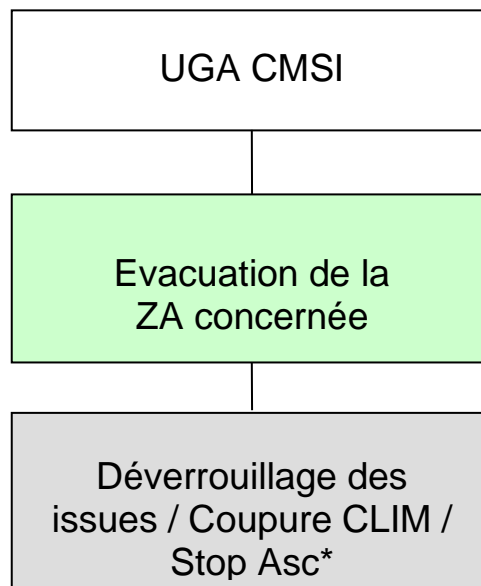 UGA CMSI
Evacuation de la
ZA concernée
Déverrouillage des
issues / Coupure CLIM /
Stop Asc*